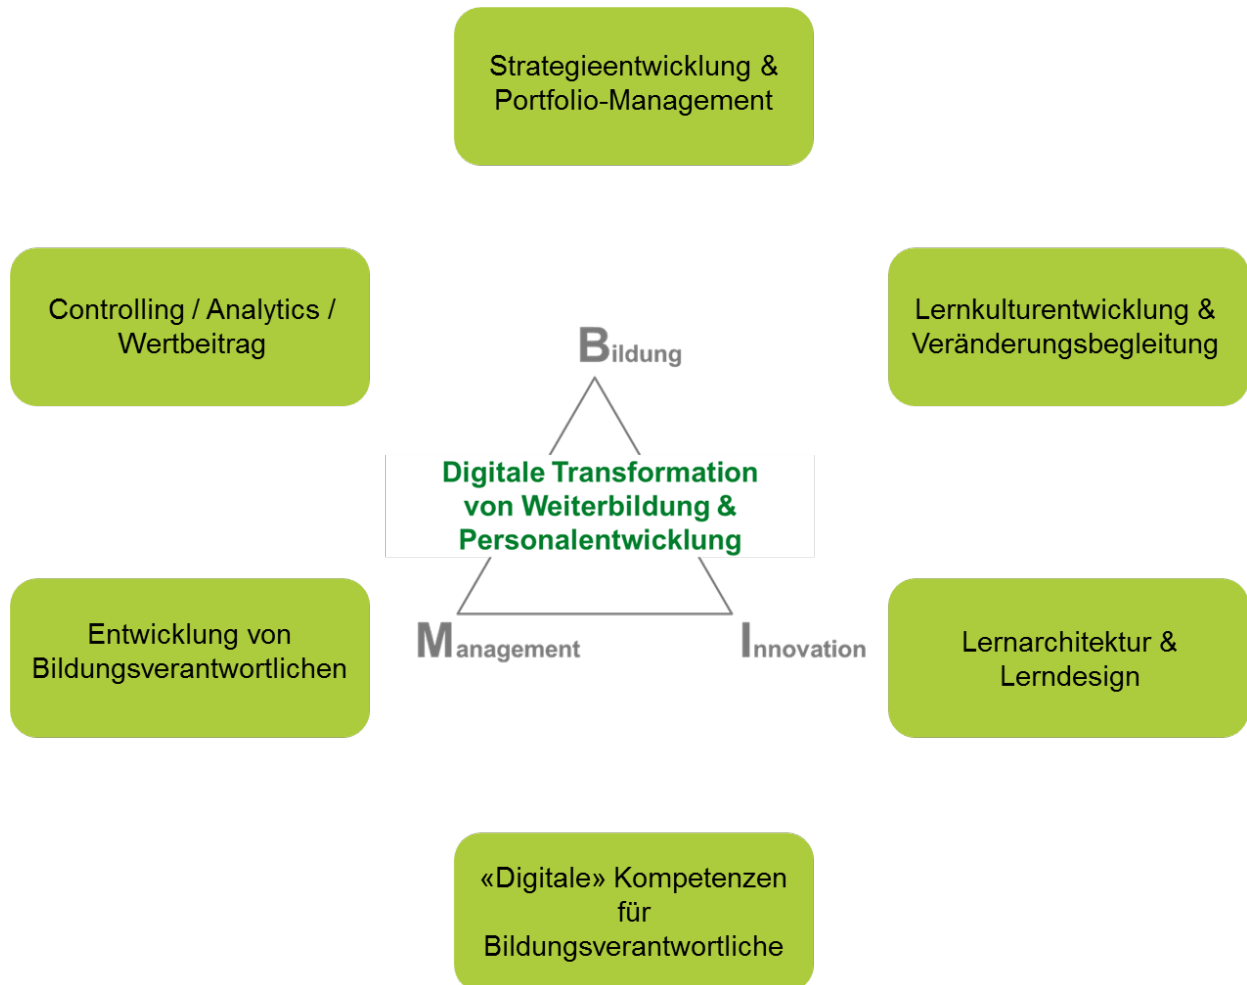 Strategieentwicklung &
Portfolio-Management
Controlling / Analytics /
Wertbeitrag
Lernkulturentwicklung &
Veränderungsbegleitung
Bildung
Digitale Transformation
von Weiterbildung &
Personalentwicklung
Management
Innovation
Entwicklung von
Bildungsverantwortlichen
Lernarchitektur &
Lerndesign
«Digitale» Kompetenzen
für
Bildungsverantwortliche